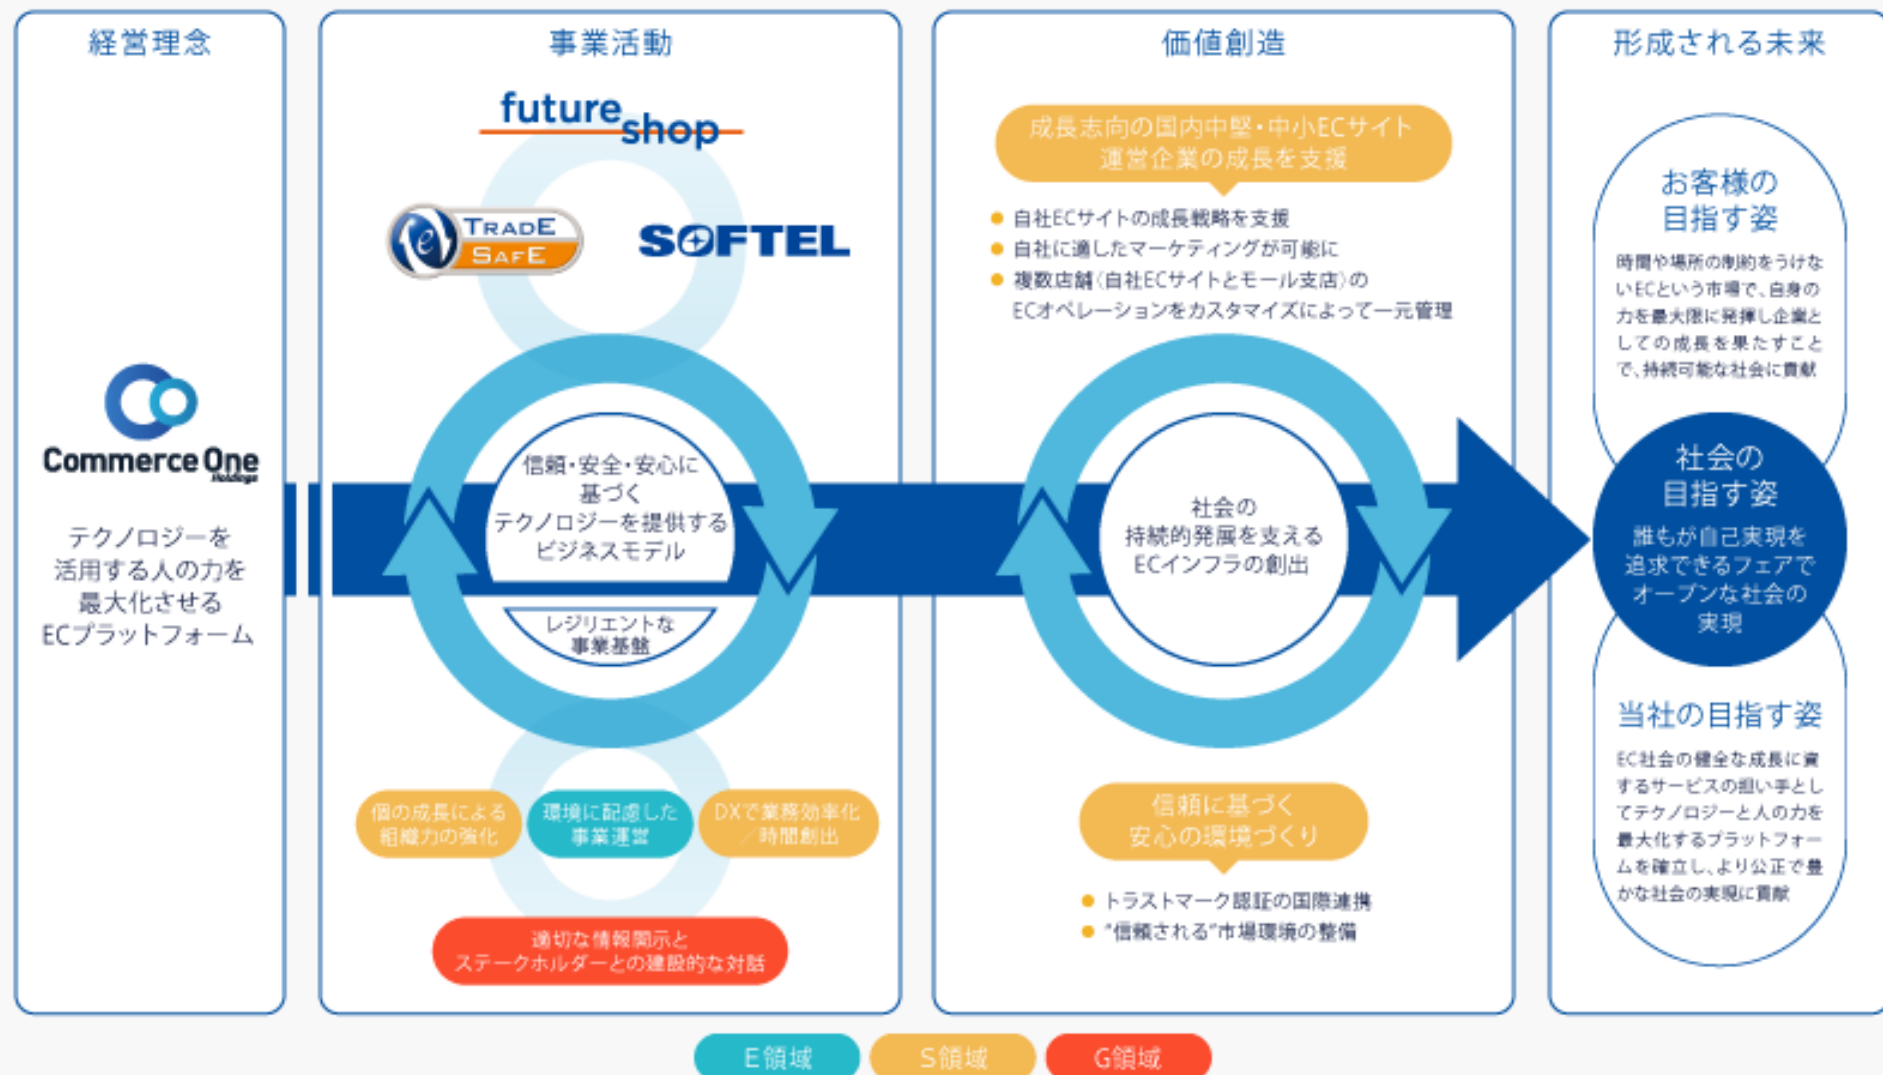 経営理念
Commerce One
Holdings
テクノロジーを
活用する人の力を
最大化させる
ECプラットフォーム
事業活動
future
shop
e
TRADE
SAFE
SOFTEL
信頼・安全・安心に
基づく
テクノロジーを提供する
ビジネスモデル
レジリエントな
事業基盤
個の成長による
組織力の強化
環境に配慮した
事業運営
DXで業務効率化
／時間創出
適切な情報開示と
ステークホルダーとの建設的な対話
価値創造
成長志向の国内中堅・中小ECサイト
運営企業の成長を支援
● 自社ECサイトの成長戦略を支援
● 自社に適したマーケティングが可能に
● 複数店舗（自社ECサイトとモール支店）の
ECオペレーションをカスタマイズによって一元管理
社会の
持続的発展を支える
ECインフラの創出
信頼に基づく
安心の環境づくり
● トラストマーク認証の国際連携
● “信頼される”市場環境の整備
形成される未来
お客様の
目指す姿
時間や場所の制約をうけな
いECという市場で、自身の
力を最大限に発揮し企業と
しての成長を果たすこと
で、持続可能な社会に貢献
社会の
目指す姿
誰もが自己実現を
追求できるフェアで
オープンな社会の
実現
当社の目指す姿
EC社会の健全な成長に資
するサービスの担い手とし
てテクノロジーと人の力を
最大化するプラットフォー
ムを確立し、より公正で豊
かな社会の実現に貢献
E領域
S領域
G領域